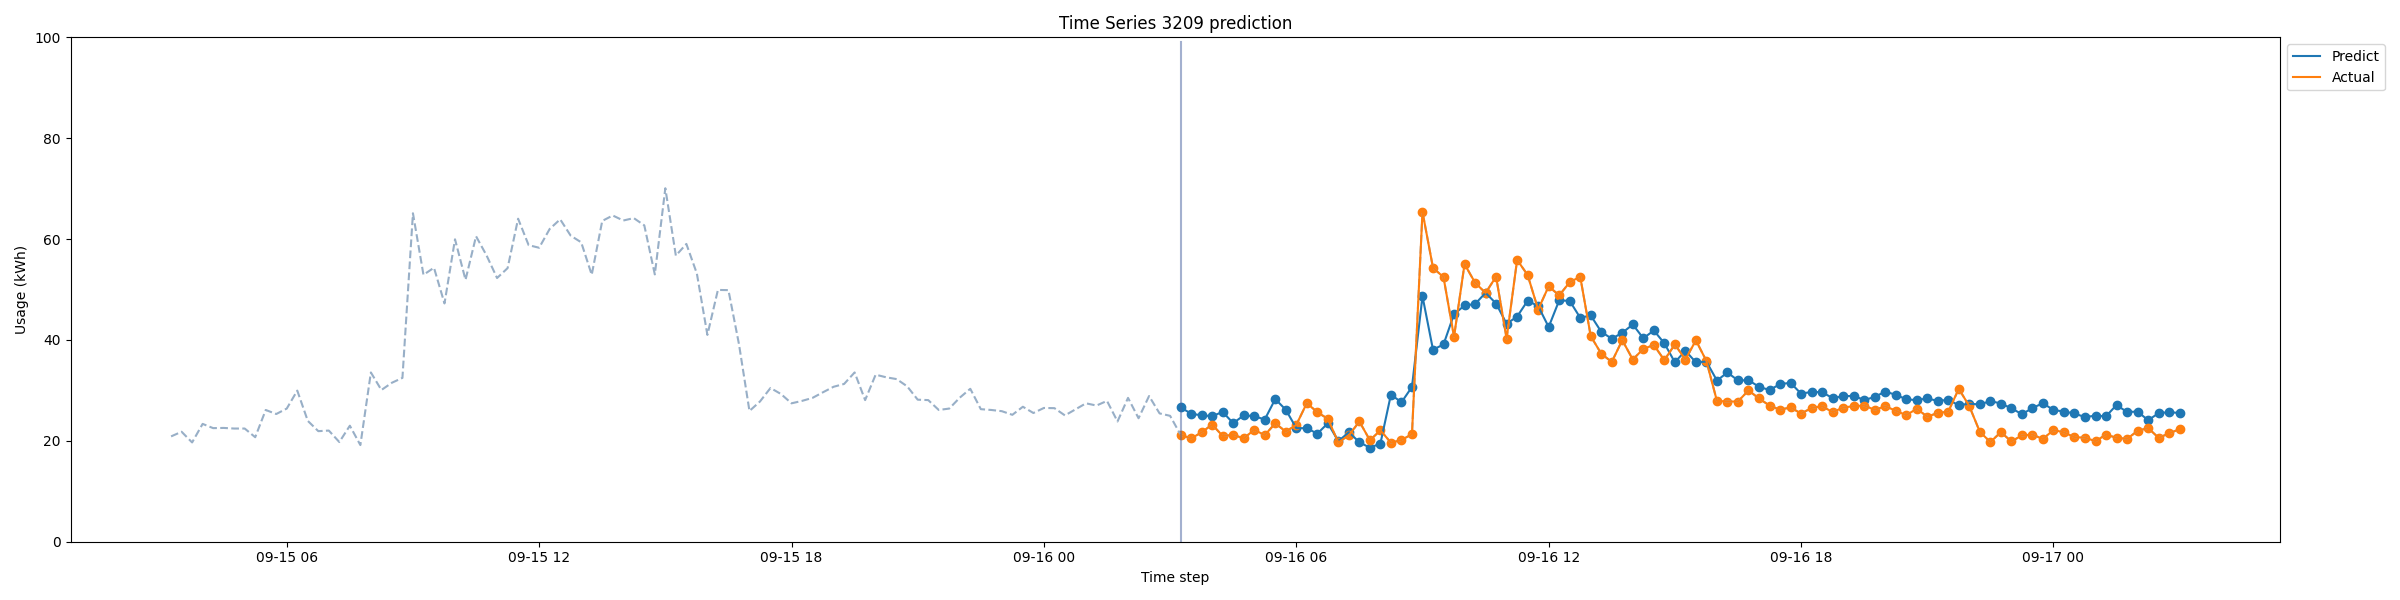 Time Series 3209 prediction
Predict
Actual
Usage (kWh)
100
80
60
40
20
0
09-15 06
09-15 12
09-15 18
09-16 00
09-16 06
09-16 12
09-16 18
09-17 00
Time step